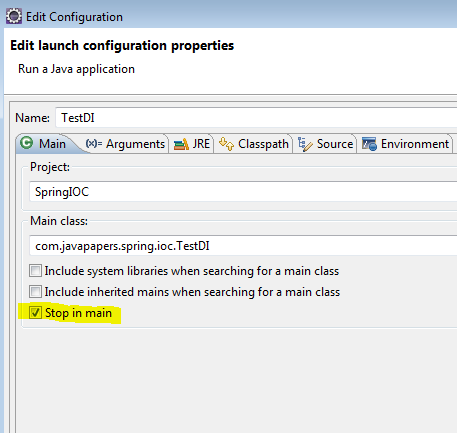 Edit Configuration
Edit launch configuration properties
Run a Java application
Name: TestDI
Main (x)= Arguments JRE Classpath Source Environment
Project:
SpringIOC
Main class:
com.javapapers.spring.ioc.TestDI
Include system libraries when searching for a main class
Include inherited mains when searching for a main class
Stop in main